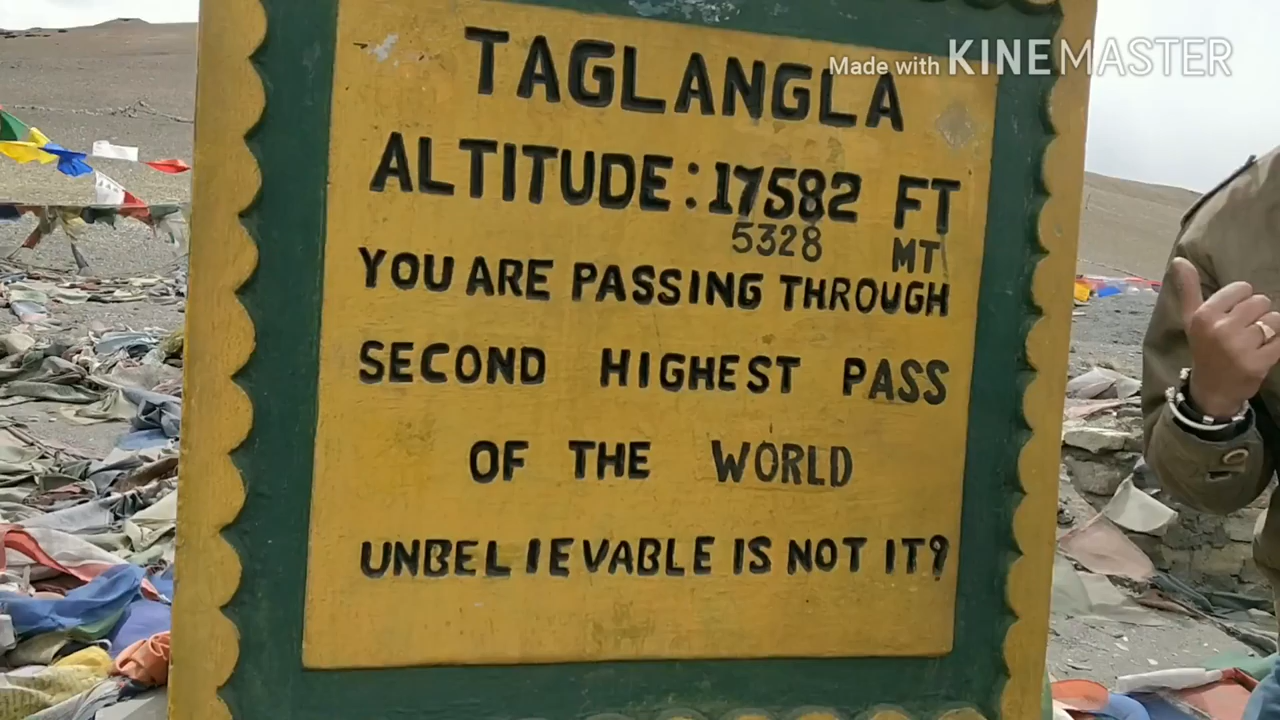 Made with KINEMASTER
TAGLANGLA
ALTITUDE:17582 FT
5328 MT
YOU ARE PASSING THROUGH
SECOND HIGHEST PASS
OF THE WORLD
UNBELIEVABLE IS NOT IT?